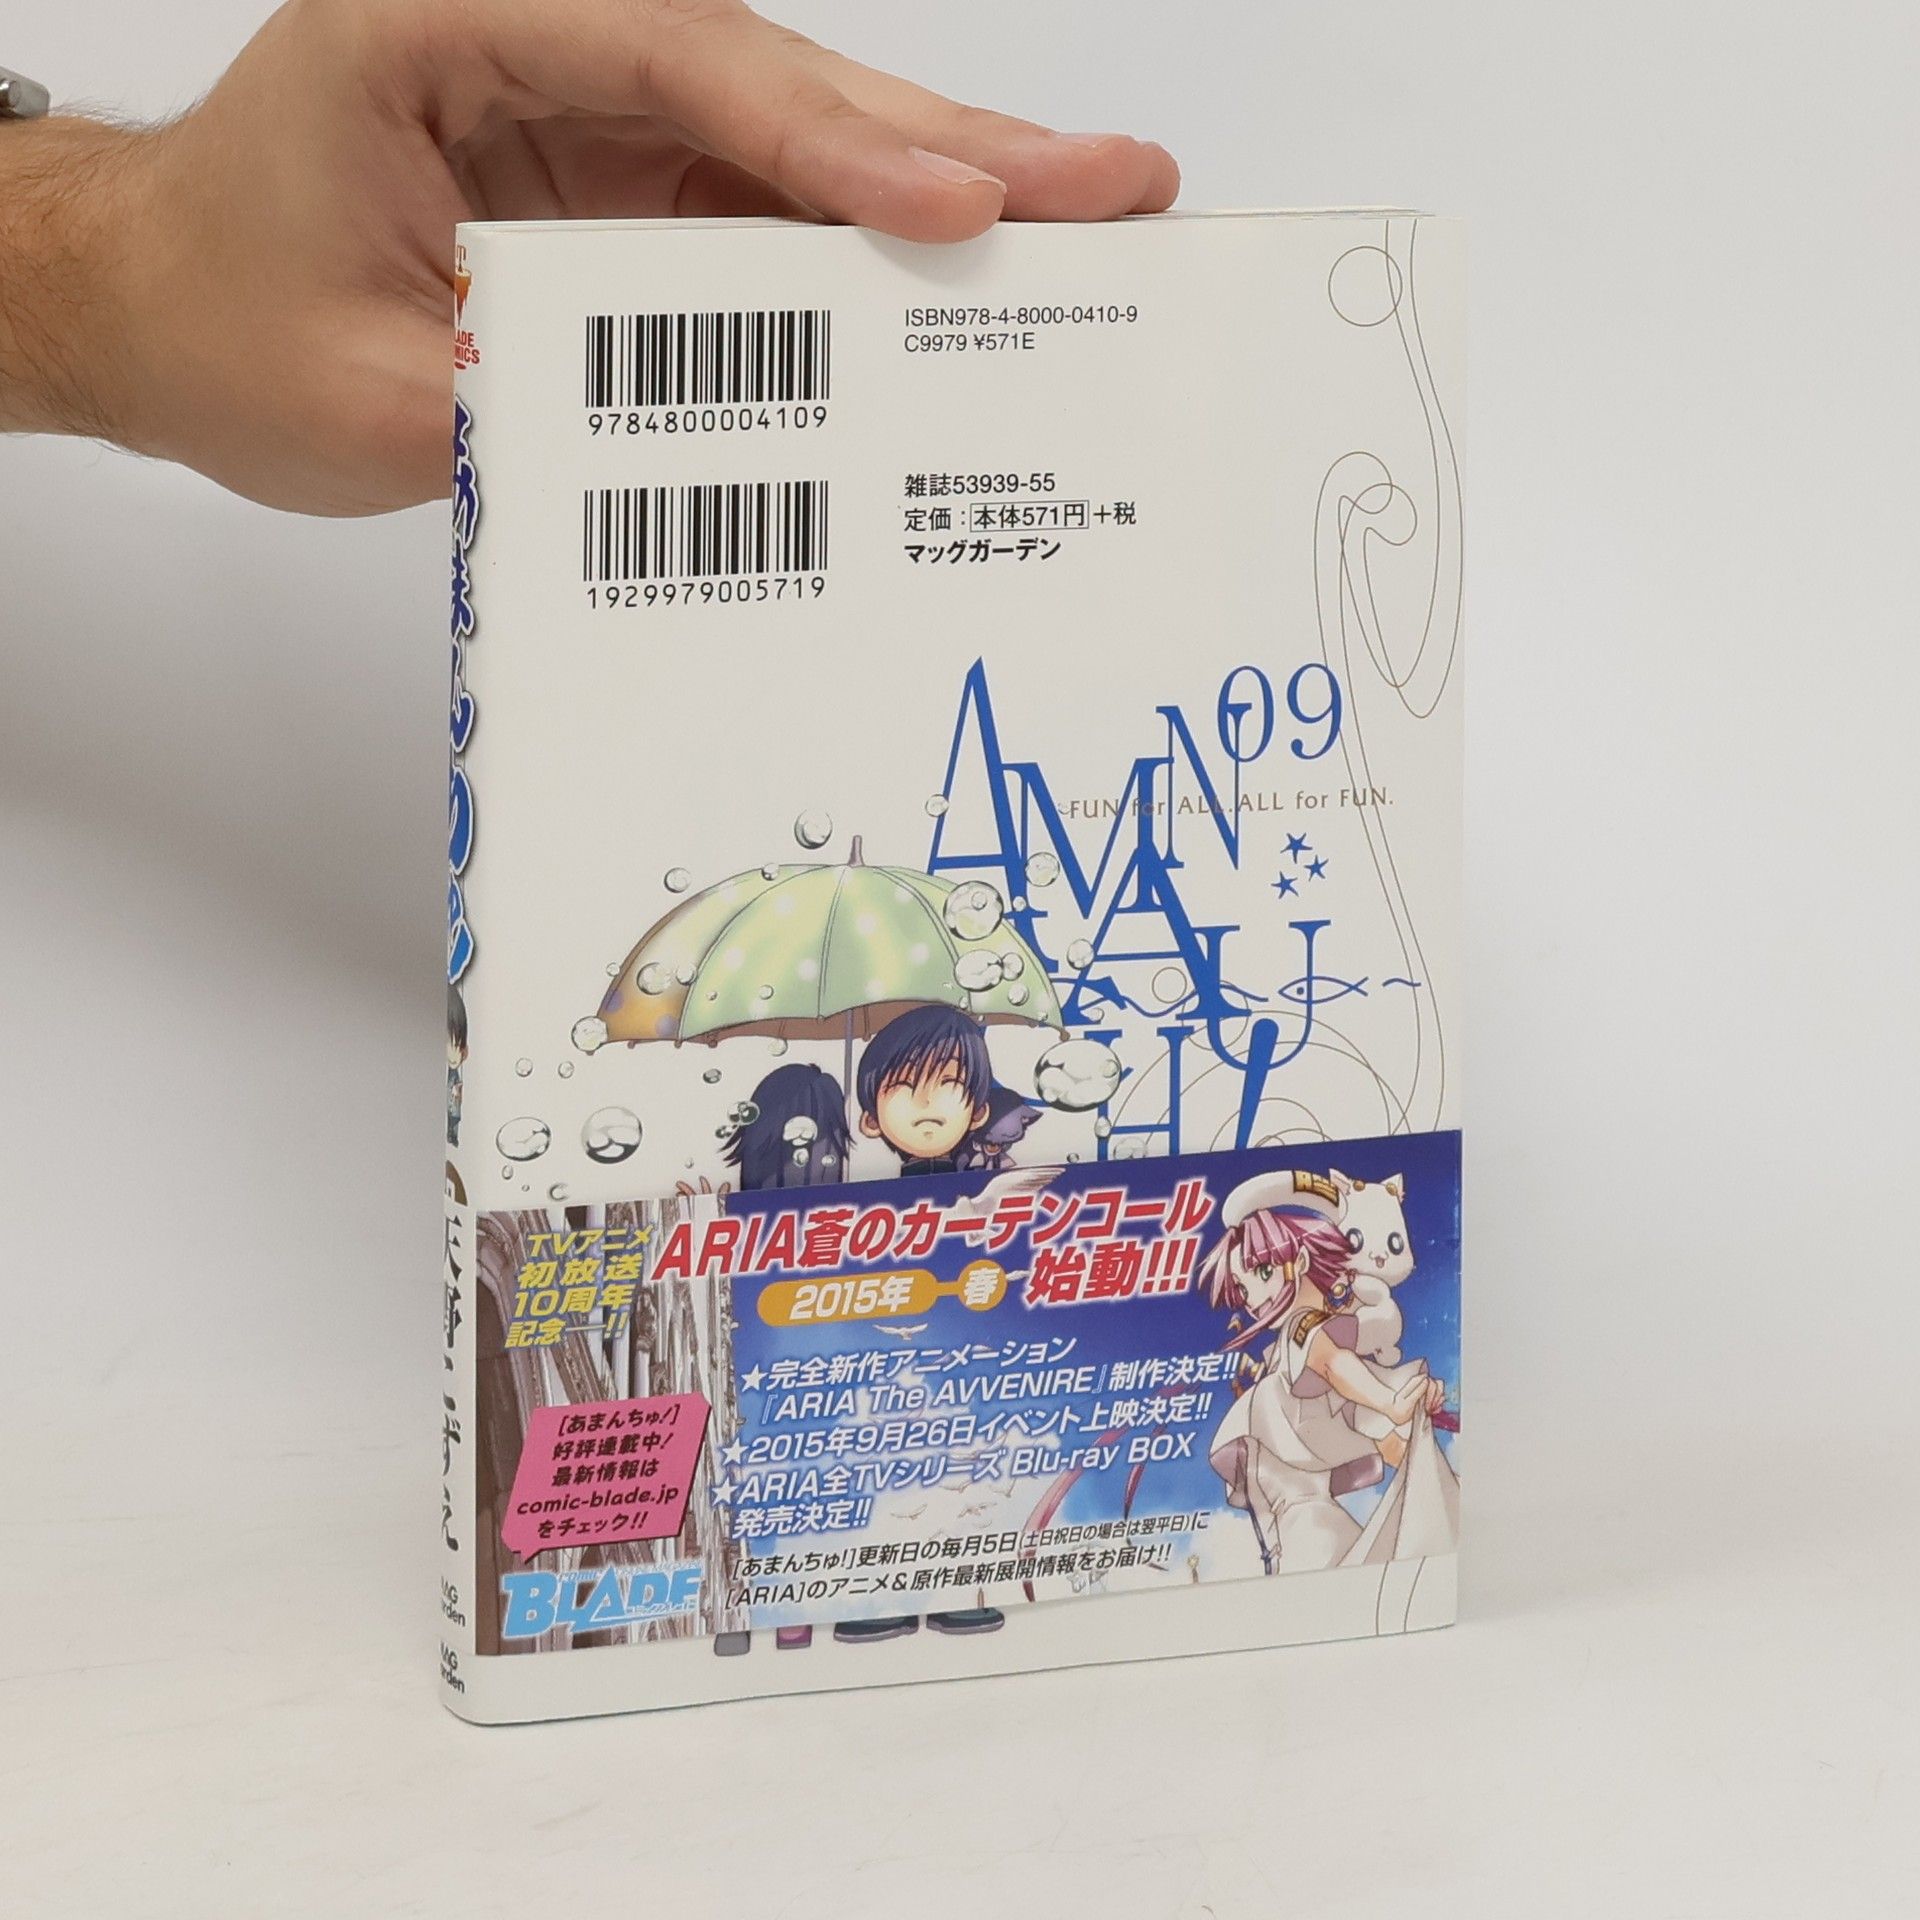 9784800004109
ISBN978-4-8000-0410-9
C9979 ¥571E
1929979005719
雑誌53939-55
定価：本体571円＋税
マッグガーデン
AMANCHU! 09
~FUN for ALL.ALL for FUN.
天野こずえ
TVアニメ
初放送
10周年
記念―!!
ARIA蒼のカーテンコール
2015年 春 始動!!!
★完全新作アニメーション
『ARIA The AVVENIRE』制作決定!!
★2015年9月26日イベント上映決定!!
★ARIA全TVシリーズ Blu-ray BOX
発売決定!!
[あまんちゅ!]更新日の毎月5日(土日祝日の場合は翌平日)に
[ARIA]のアニメ&原作最新展開情報をお届け!!
[あまんちゅ!]
好評連載中!
最新情報は
comic-blade.jp
をチェック!!
COMIC
BLADE